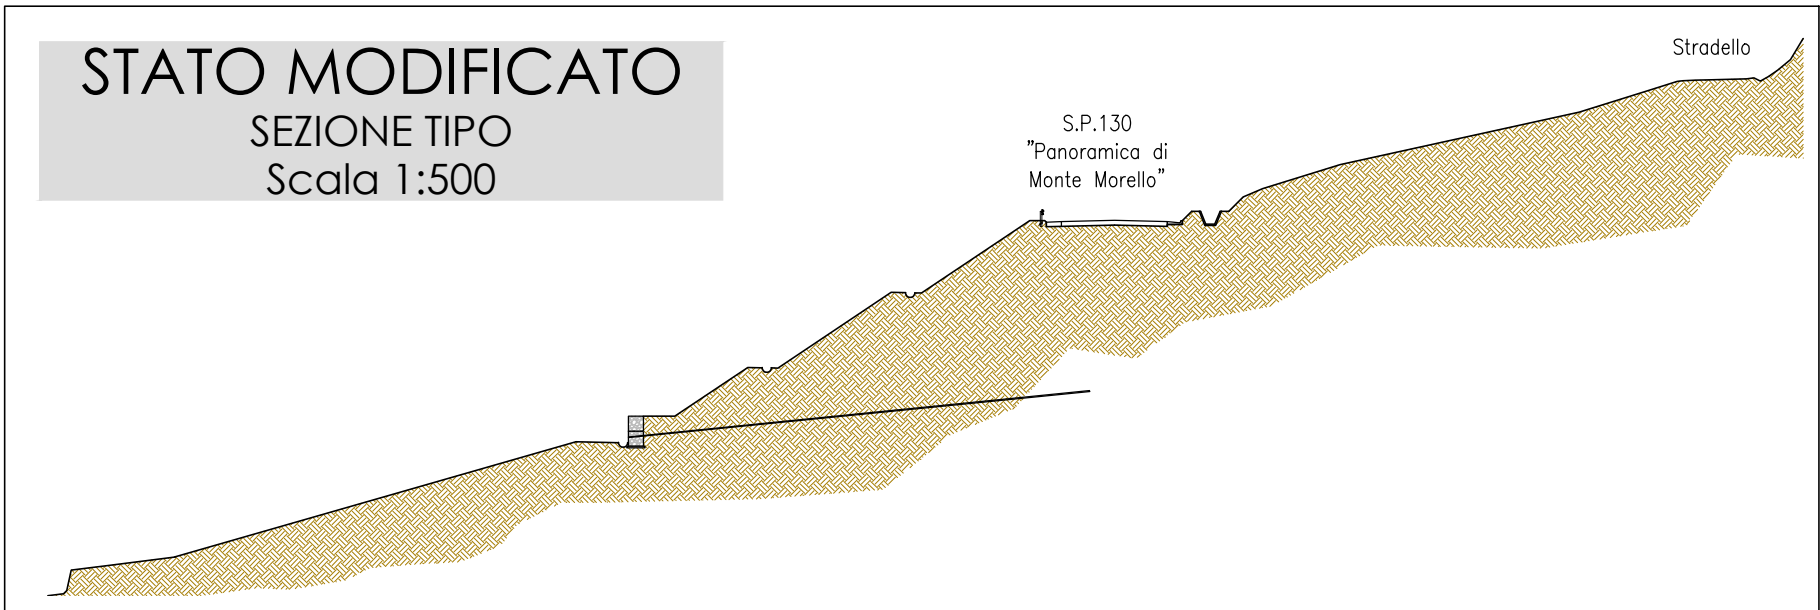 STATO MODIFICATO
SEZIONE TIPO
Scala 1:500
Stradello
S.P.130
"Panoramica di
Monte Morello"